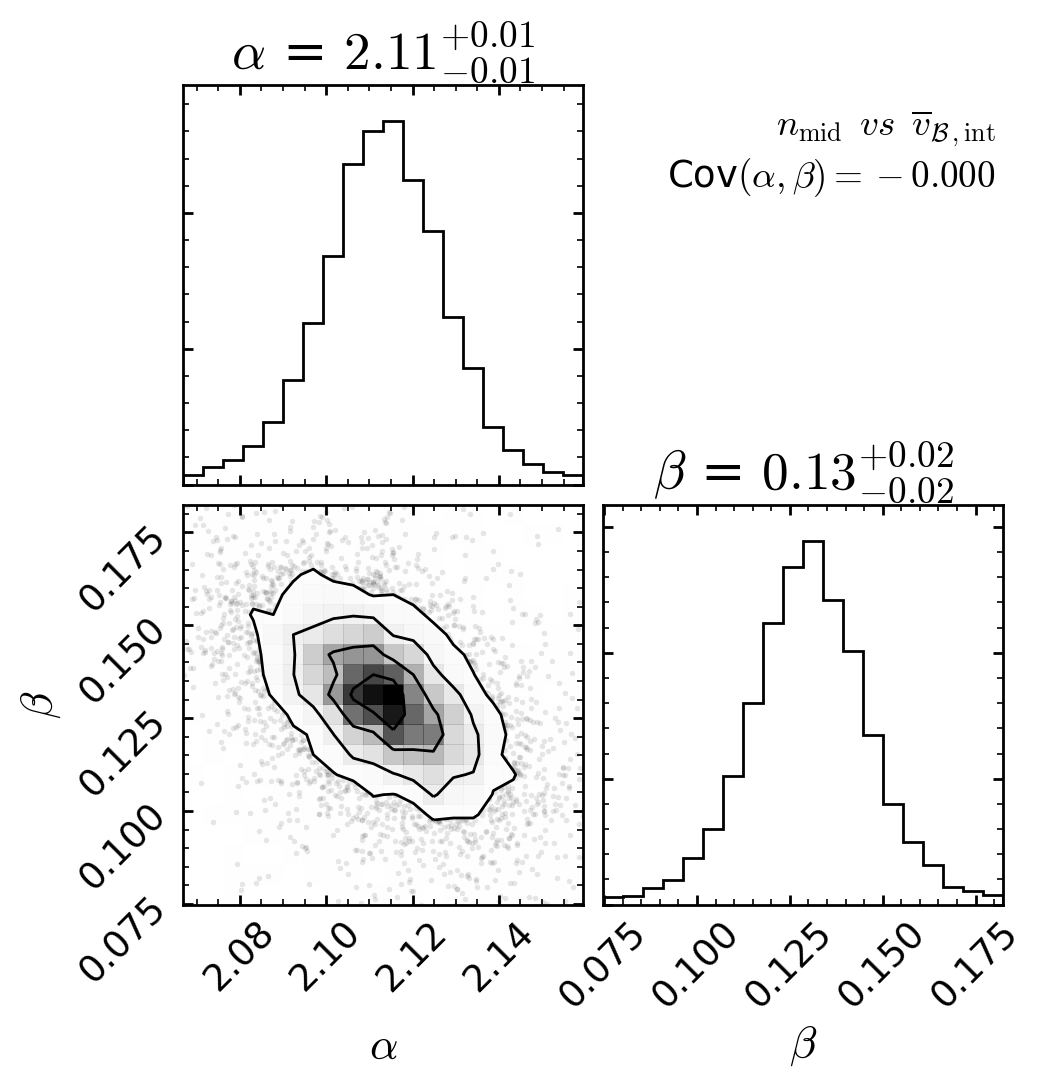 α = 2.11+0.01−0.01
n_mid vs v̅_ℬ, int
Cov(α, β) = − 0.000
β = 0.13+0.02−0.02
0.175
0.150
0.125
0.100
0.075
β
2.08 2.10 2.12 2.14
α
0.075 0.100 0.125 0.150 0.175
β